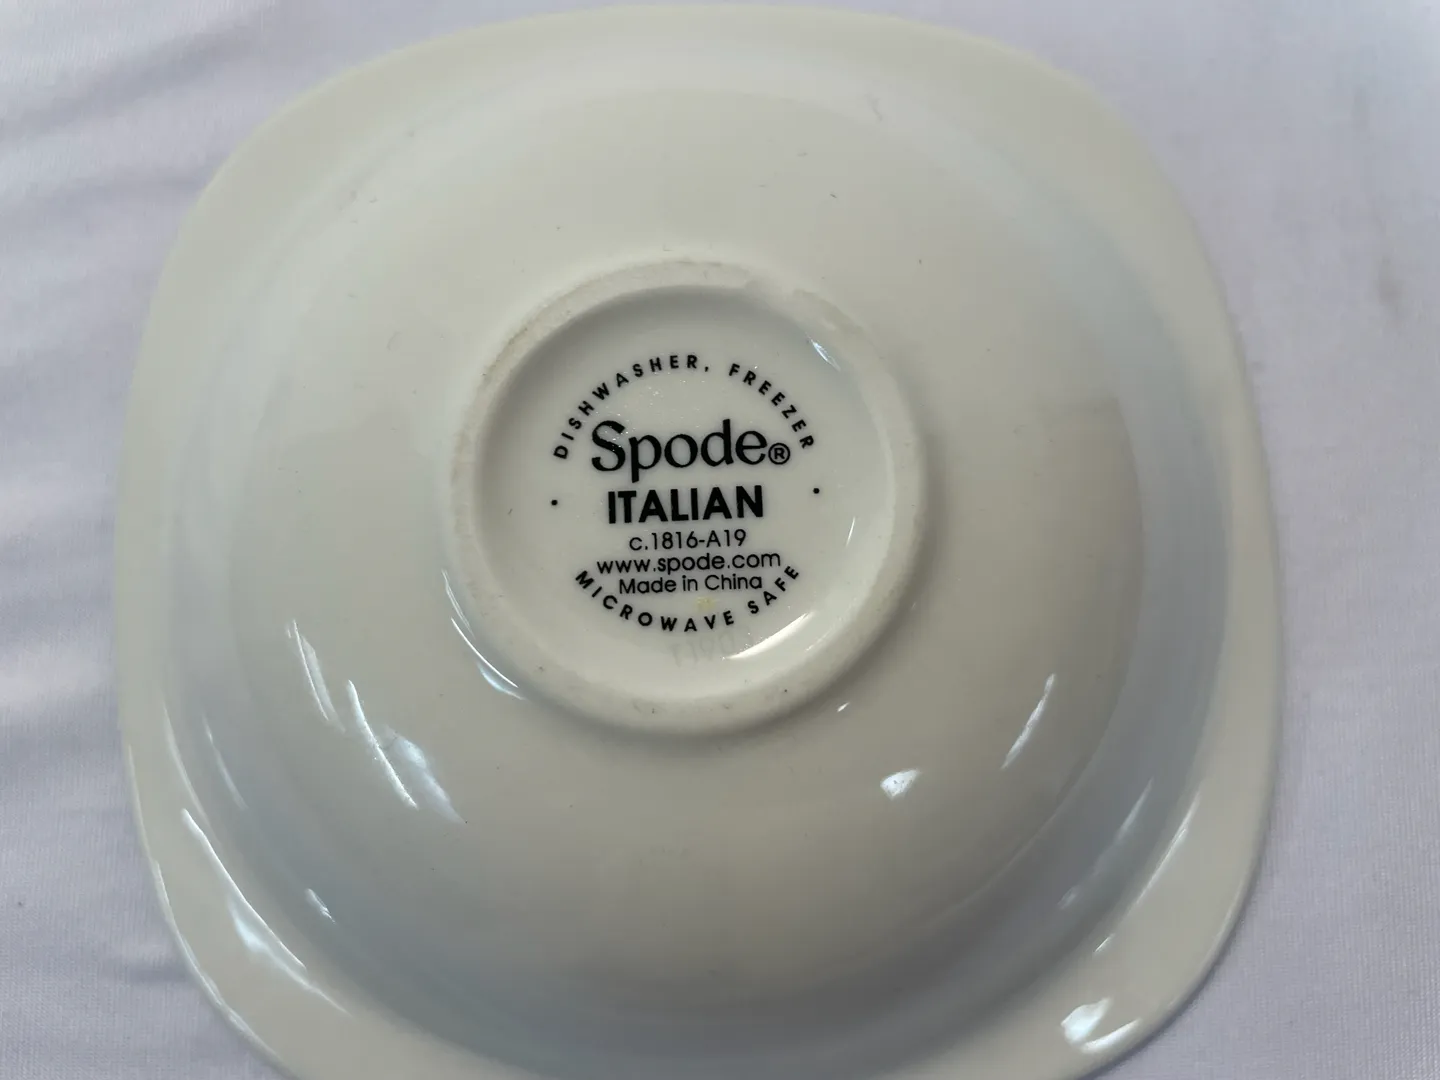 DISHWASHER, FREEZER
Spode®
• ITALIAN •
c.1816-A19
www.spode.com
Made in China
MICROWAVE SAFE